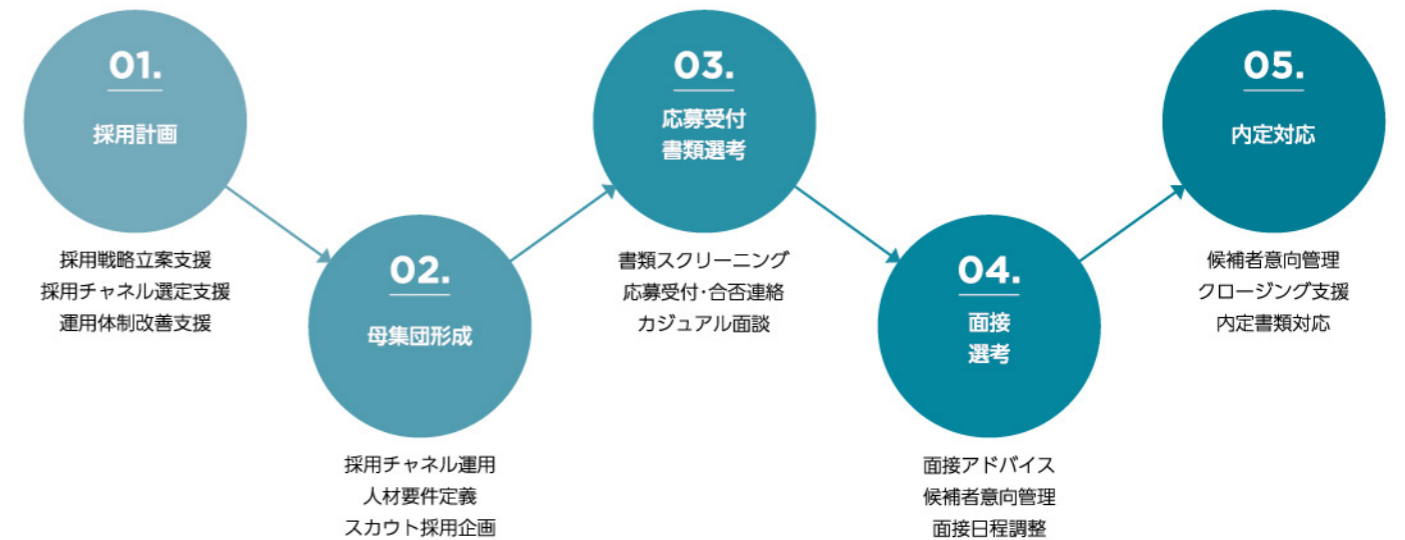 01.
採用計画
採用戦略立案支援
採用チャネル選定支援
運用体制改善支援
02.
母集団形成
採用チャネル運用
人材要件定義
スカウト採用企画
03.
応募受付
書類選考
書類スクリーニング
応募受付・合否連絡
カジュアル面談
04.
面接
選考
面接アドバイス
候補者意向管理
面接日程調整
05.
内定対応
候補者意向管理
クロージング支援
内定書類対応